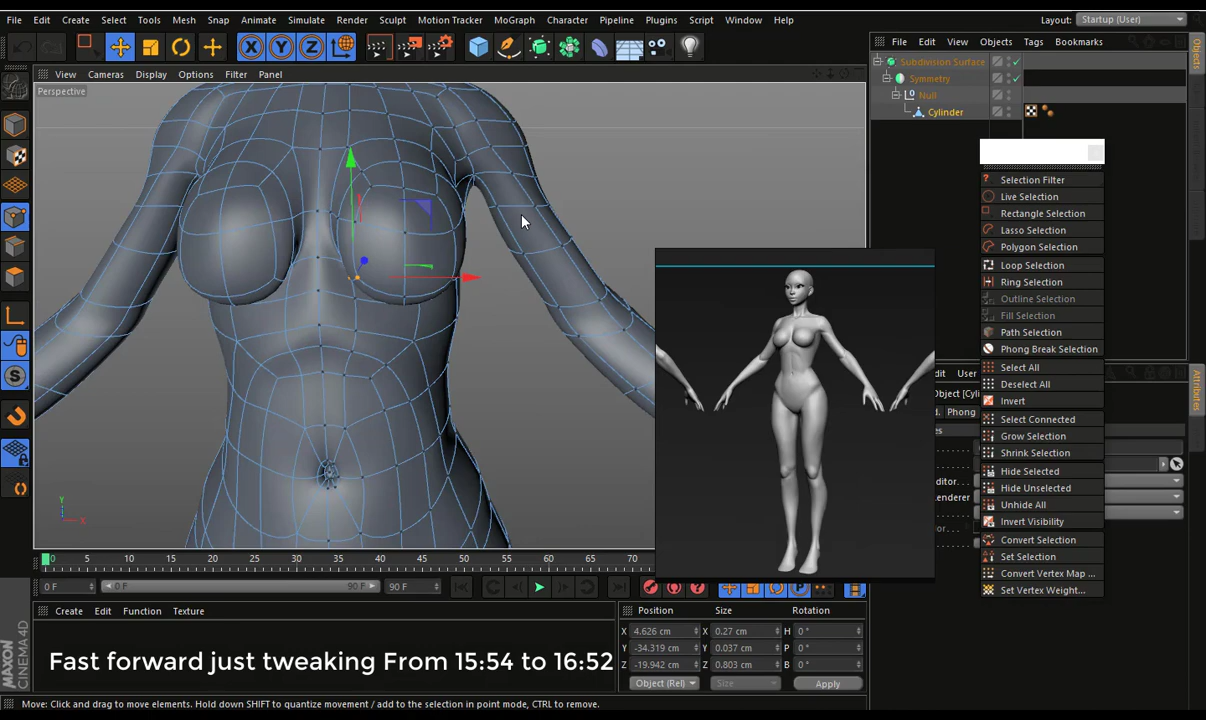 File Edit Create Select Tools Mesh Snap Animate Simulate Render Sculpt Motion Tracker MoGraph Character Pipeline Plugins Script Window Help Layout: Startup (User)
File Edit View Objects Tags Bookmarks
View Cameras Display Options Filter Panel
Perspective
Subdivision Surface
Symmetry
Null
Cylinder
Objects
Selection Filter
Live Selection
Rectangle Selection
Lasso Selection
Polygon Selection
Loop Selection
Ring Selection
Outline Selection
Fill Selection
Path Selection
Phong Break Selection
Select All
Deselect All
Invert
Select Connected
Grow Selection
Shrink Selection
Hide Selected
Hide Unselected
Unhide All
Invert Visibility
Convert Selection
Set Selection
Convert Vertex Map ...
Set Vertex Weight...
Attributes
User
Phong
X Y Z
S
Y
X
0 5 10 15 20 25 30 35 40 45 50 55 60 65 70
0 F 0 F 90 F 90 F
Create Edit Function Texture
Position Size Rotation
X 4.626 cm X 0.27 cm H 0 °
Y -34.319 cm Y 0.037 cm P 0 °
Z -19.942 cm Z 0.803 cm B 0 °
Object (Rel) Size Apply
Fast forward just tweaking From 15:54 to 16:52
MAXON CINEMA 4D
Move: Click and drag to move elements. Hold down SHIFT to quantize movement / add to the selection in point mode, CTRL to remove.